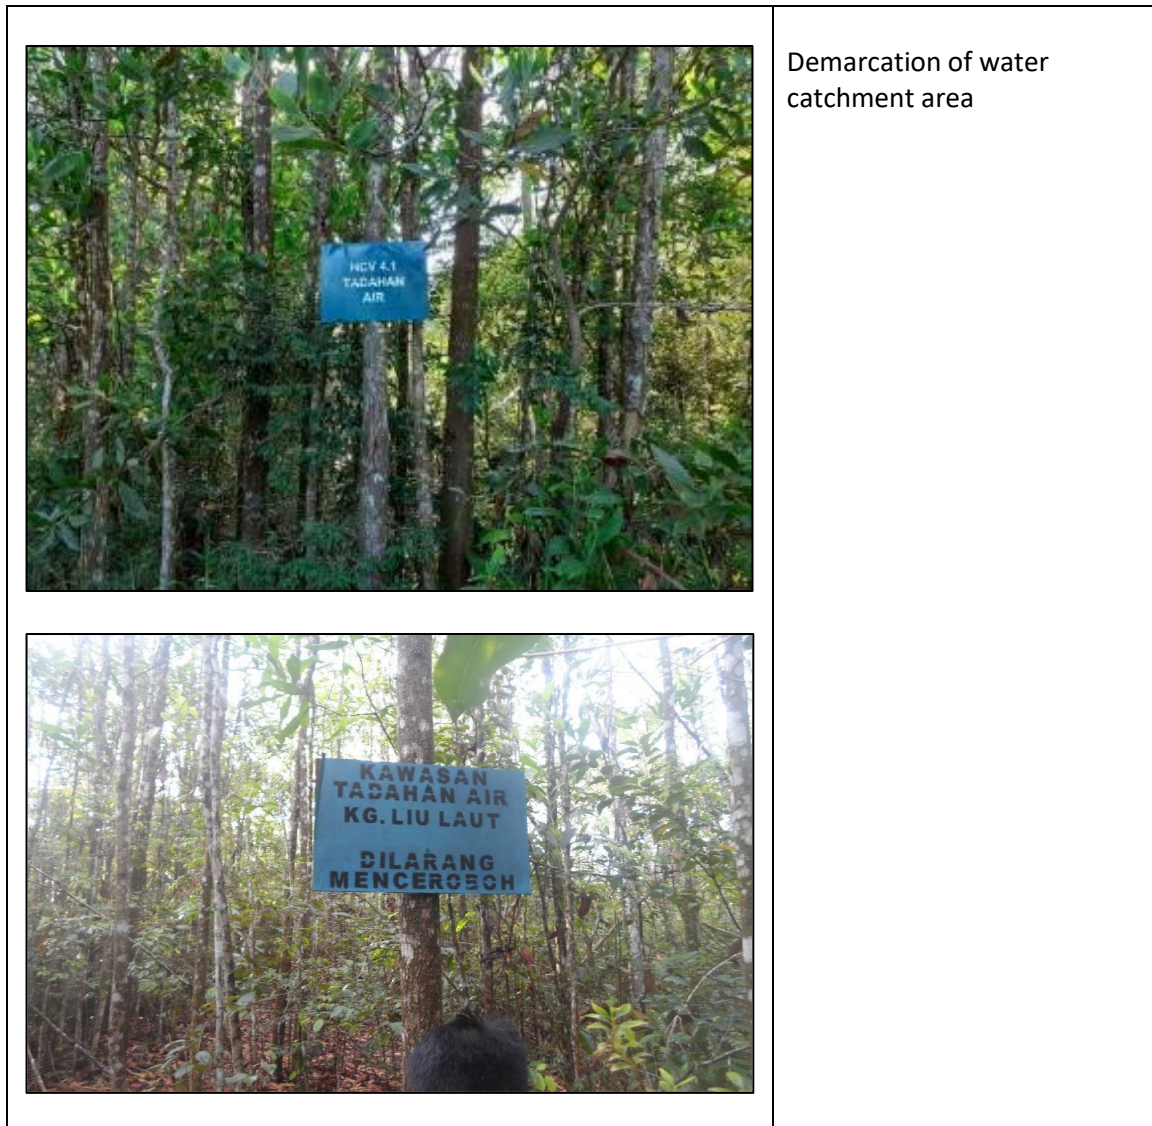 Demarcation of water
catchment area
HCV 4.1
TADAHAN
AIR
KAWASAN
TADAHAN AIR
KG. LIU LAUT
DILARANG
MENCEROBOH